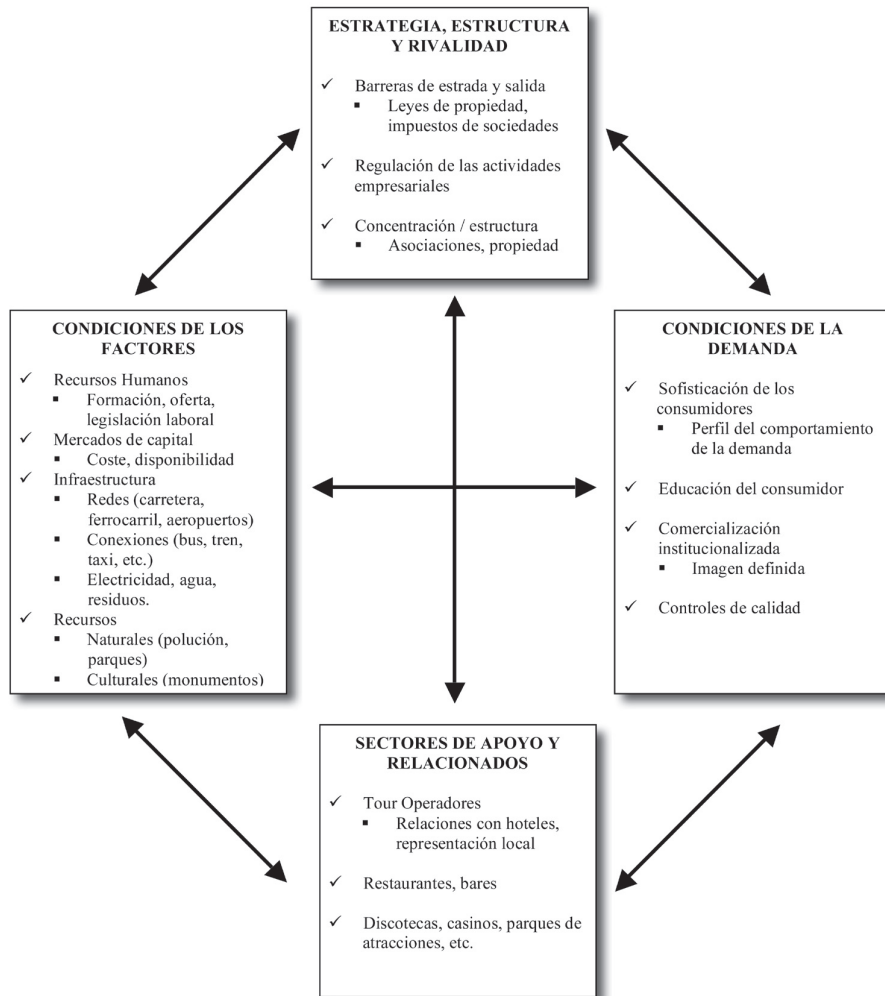 ESTRATEGIA, ESTRUCTURA
Y RIVALIDAD
✓ Barreras de estrada y salida
▪ Leyes de propiedad,
impuestos de sociedades
✓ Regulación de las actividades
empresariales
✓ Concentración / estructura
▪ Asociaciones, propiedad
CONDICIONES DE LOS
FACTORES
✓ Recursos Humanos
▪ Formación, oferta,
legislación laboral
✓ Mercados de capital
▪ Coste, disponibilidad
✓ Infraestructura
▪ Redes (carretera,
ferrocarril, aeropuertos)
▪ Conexiones (bus, tren,
taxi, etc.)
▪ Electricidad, agua,
residuos.
✓ Recursos
▪ Naturales (polución,
parques)
▪ Culturales (monumentos)
CONDICIONES DE LA
DEMANDA
✓ Sofisticación de los
consumidores
▪ Perfil del comportamiento
de la demanda
✓ Educación del consumidor
✓ Comercialización
institucionalizada
▪ Imagen definida
✓ Controles de calidad
SECTORES DE APOYO Y
RELACIONADOS
✓ Tour Operadores
▪ Relaciones con hoteles,
representación local
✓ Restaurantes, bares
✓ Discotecas, casinos, parques de
atracciones, etc.